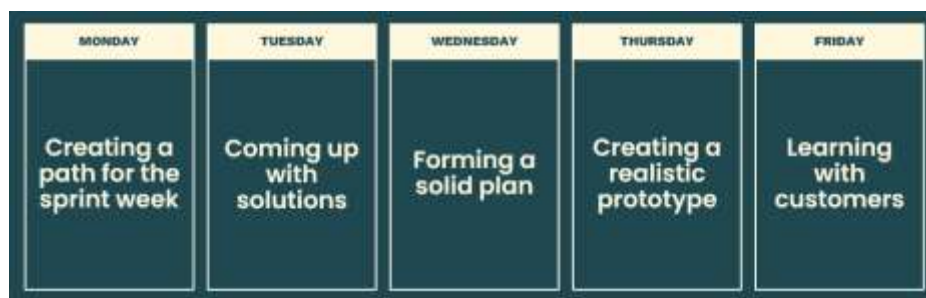 MONDAY
Creating a
path for the
sprint week
TUESDAY
Coming up
with
solutions
WEDNESDAY
Forming a
solid plan
THURSDAY
Creating a
realistic
prototype
FRIDAY
Learning
with
customers